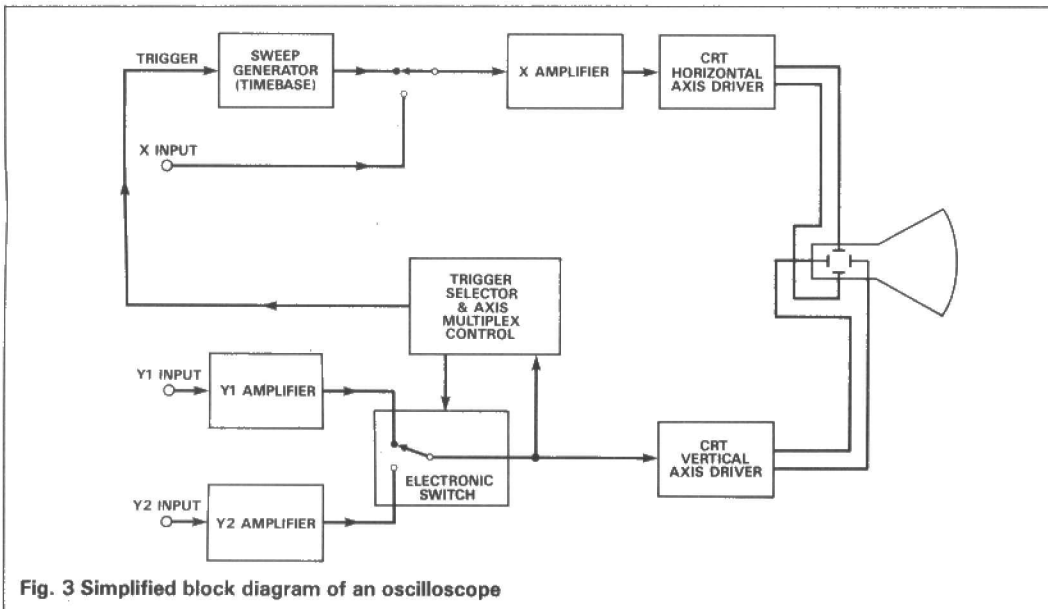 TRIGGER
SWEEP
GENERATOR
(TIMEBASE)
X AMPLIFIER
CRT
HORIZONTAL
AXIS DRIVER
X INPUT
TRIGGER
SELECTOR
& AXIS
MULTIPLEX
CONTROL
Y1 INPUT
Y1 AMPLIFIER
ELECTRONIC
SWITCH
CRT
VERTICAL
AXIS DRIVER
Y2 INPUT
Y2 AMPLIFIER
Fig. 3 Simplified block diagram of an oscilloscope